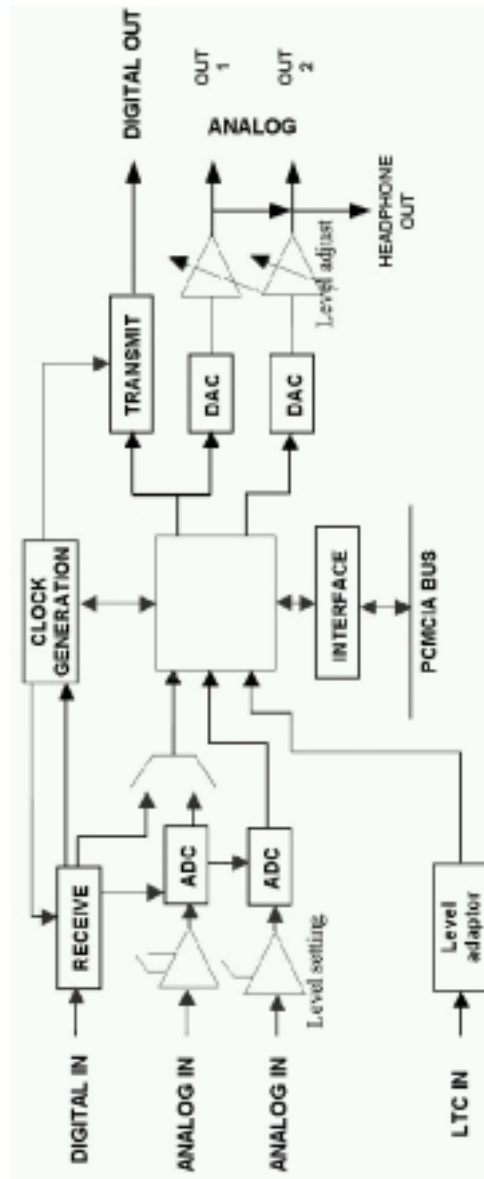 DIGITAL IN
RECEIVE
CLOCK
GENERATION
TRANSMIT
DIGITAL OUT
ANALOG IN
ADC
DAC
OUT
1
ANALOG
ANALOG IN
ADC
Level setting
DAC
Level adjust
OUT
2
HEADPHONE
OUT
INTERFACE
PCMCIA BUS
LTC IN
Level
adaptor